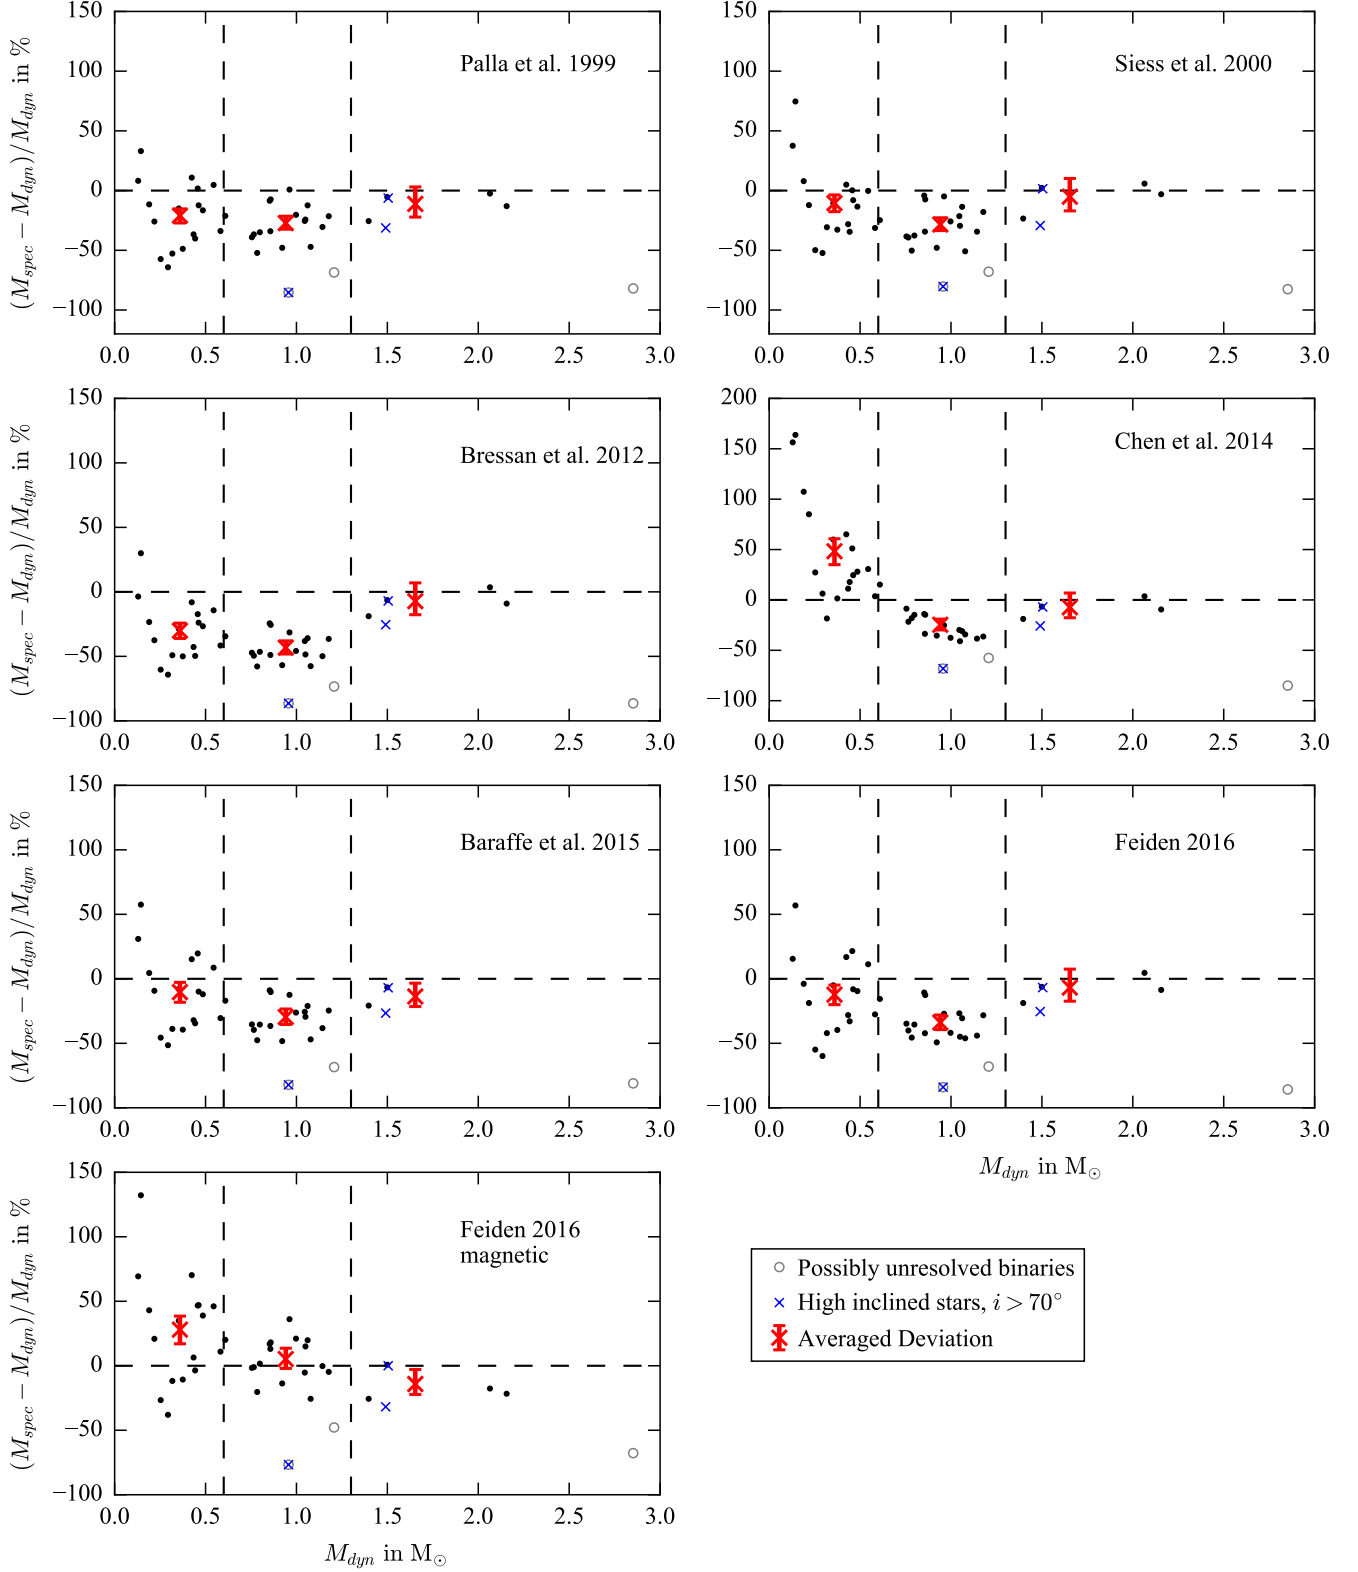 150
100
50
0
−50
−100
(M_spec − M_dyn)/M_dyn in %
Palla et al. 1999
0.0 0.5 1.0 1.5 2.0 2.5 3.0
150
100
50
0
−50
−100
Siess et al. 2000
0.0 0.5 1.0 1.5 2.0 2.5 3.0
150
100
50
0
−50
−100
(M_spec − M_dyn)/M_dyn in %
Bressan et al. 2012
0.0 0.5 1.0 1.5 2.0 2.5 3.0
200
150
100
50
0
−50
−100
Chen et al. 2014
0.0 0.5 1.0 1.5 2.0 2.5 3.0
150
100
50
0
−50
−100
(M_spec − M_dyn)/M_dyn in %
Baraffe et al. 2015
0.0 0.5 1.0 1.5 2.0 2.5 3.0
150
100
50
0
−50
−100
Feiden 2016
0.0 0.5 1.0 1.5 2.0 2.5 3.0
M_dyn in M_⊙
150
100
50
0
−50
−100
(M_spec − M_dyn)/M_dyn in %
Feiden 2016
magnetic
0.0 0.5 1.0 1.5 2.0 2.5 3.0
M_dyn in M_⊙
Possibly unresolved binaries
High inclined stars, i > 70°
Averaged Deviation